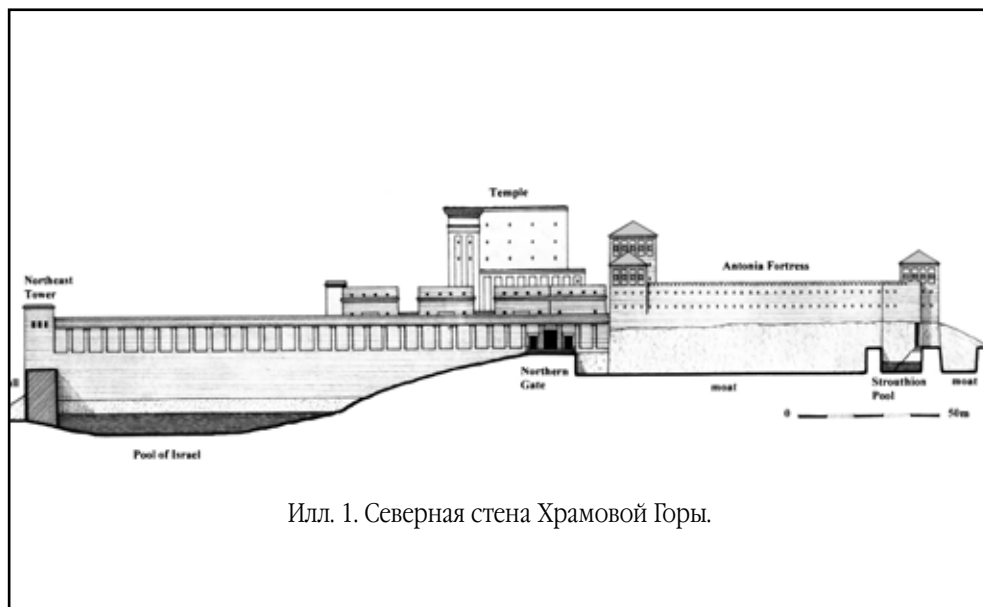 Temple
Northeast
Tower
Antonia Fortress
Northern
Gate
moat
Strouthion
Pool
moat
0 50m
Pool of Israel
Илл. 1. Северная стена Храмовой Горы.